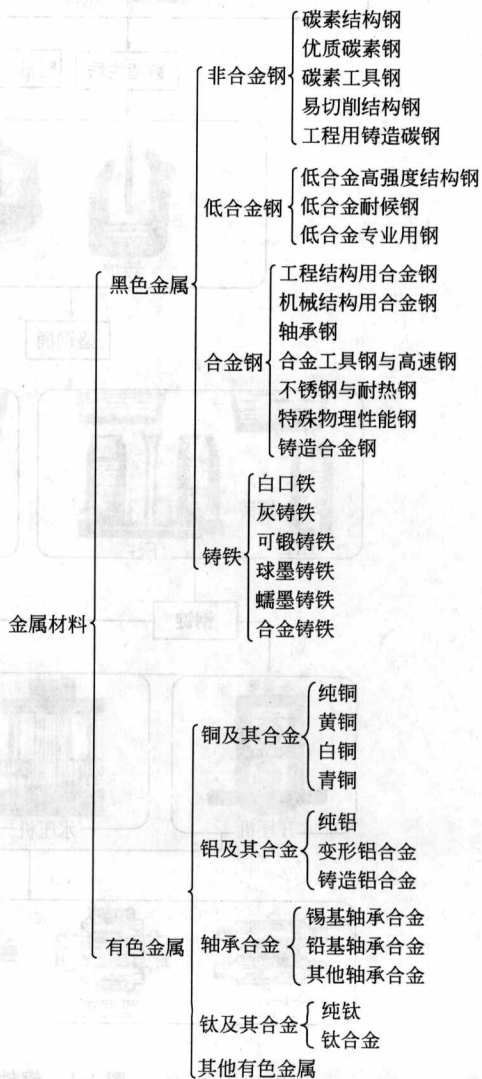 碳素结构钢
优质碳素钢
非合金钢
碳素工具钢
易切削结构钢
工程用铸造碳钢
低合金高强度结构钢
低合金钢
低合金耐候钢
低合金专业用钢
工程结构用合金钢
黑色金属
机械结构用合金钢
轴承钢
合金钢
合金工具钢与高速钢
不锈钢与耐热钢
特殊物理性能钢
铸造合金钢
白口铁
灰铸铁
可锻铸铁
铸铁
球墨铸铁
蠕墨铸铁
合金铸铁
金属材料
纯铜
铜及其合金
黄铜
白铜
青铜
纯铝
铝及其合金
变形铝合金
铸造铝合金
锡基轴承合金
有色金属
轴承合金
铅基轴承合金
其他轴承合金
纯钛
钛及其合金
钛合金
其他有色金属